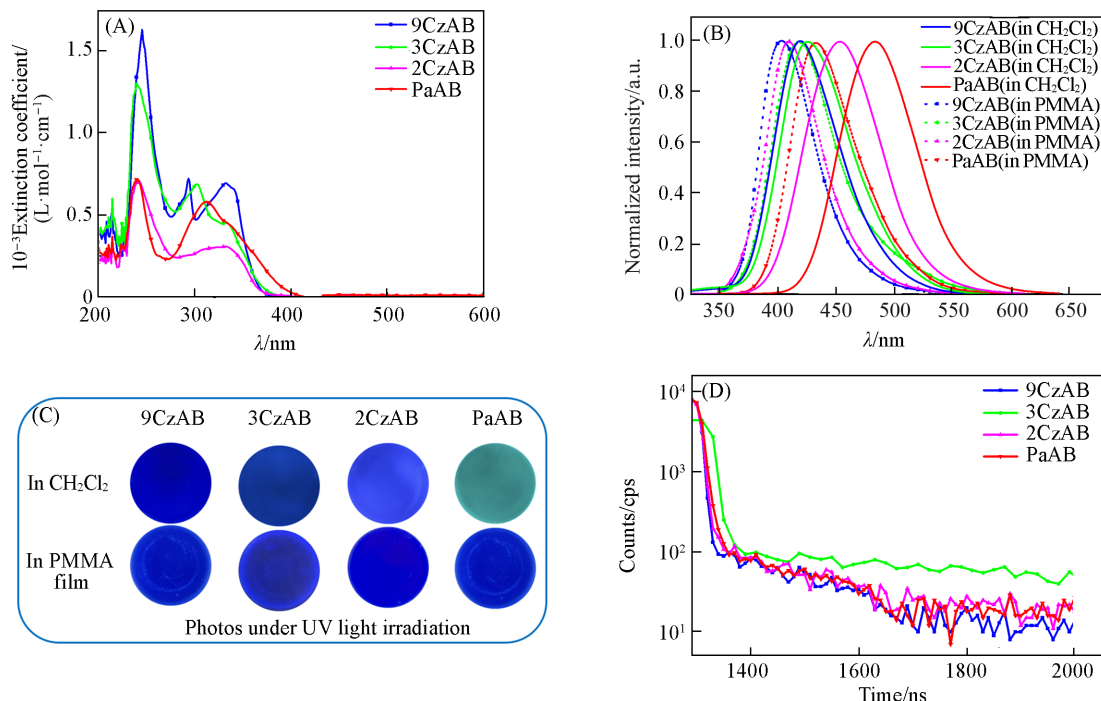 (A)
9CzAB
3CzAB
2CzAB
PaAB
10⁻³Extinction coefficient/
(L·mol⁻¹·cm⁻¹)
1.5
1.0
0.5
0
200 300 400 500 600
λ/nm
(B)
9CzAB(in CH₂Cl₂)
3CzAB(in CH₂Cl₂)
2CzAB(in CH₂Cl₂)
PaAB(in CH₂Cl₂)
9CzAB(in PMMA)
3CzAB(in PMMA)
2CzAB(in PMMA)
PaAB(in PMMA)
Normalized intensity/a.u.
1.0
0.8
0.6
0.4
0.2
0
350 400 450 500 550 600 650
λ/nm
(C)
9CzAB 3CzAB 2CzAB PaAB
In CH₂Cl₂
In PMMA
film
Photos under UV light irradiation
(D)
9CzAB
3CzAB
2CzAB
PaAB
Counts/cps
10⁴
10³
10²
10¹
1400 1600 1800 2000
Time/ns